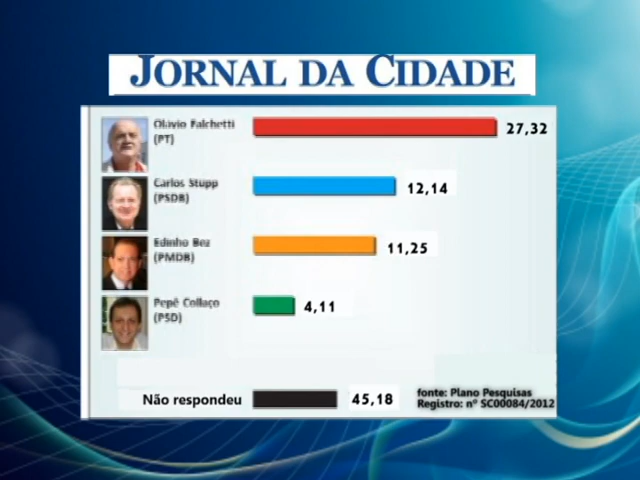 JORNAL DA CIDADE
Olávio Falchetti
(PT)
27,32
Carlos Stupp
(PSDB)
12,14
Edinho Bez
(PMDB)
11,25
Pepê Collaço
(PSD)
4,11
Não respondeu
45,18
fonte: Plano Pesquisas
Registro: nº SC00084/2012